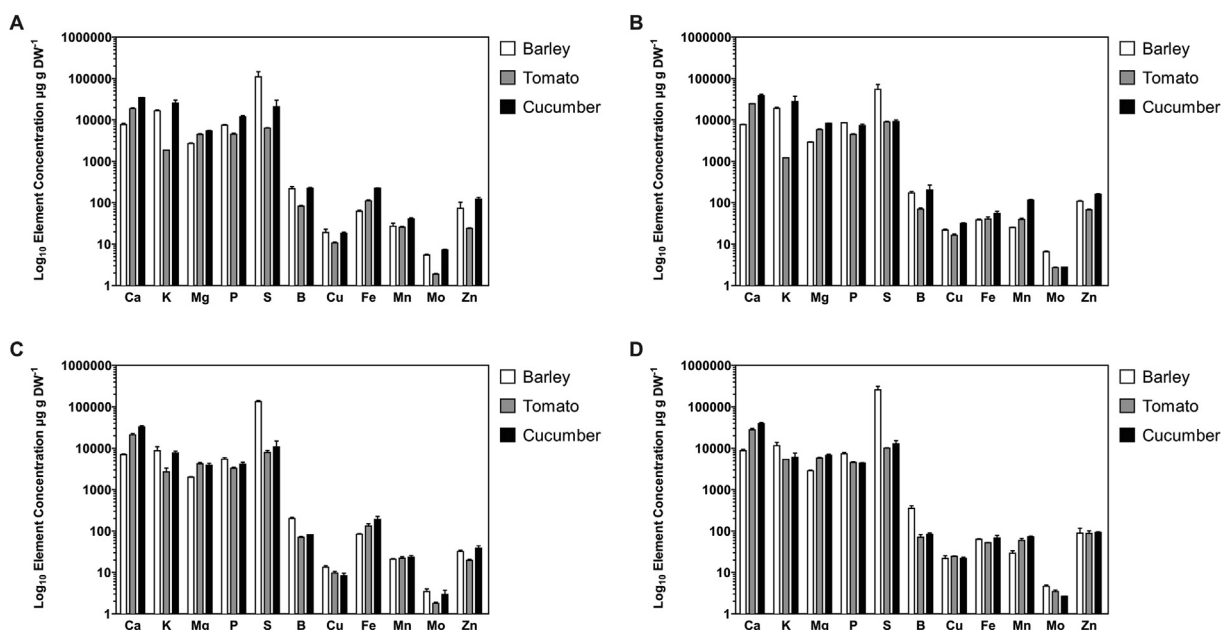 A
Log₁₀ Element Concentration µg g DW⁻¹
1000000
100000
10000
1000
100
10
1
Ca K Mg P S B Cu Fe Mn Mo Zn
Barley
Tomato
Cucumber
B
Log₁₀ Element Concentration µg g DW⁻¹
1000000
100000
10000
1000
100
10
1
Ca K Mg P S B Cu Fe Mn Mo Zn
Barley
Tomato
Cucumber
C
Log₁₀ Element Concentration µg g DW⁻¹
1000000
100000
10000
1000
100
10
1
Ca K Mg P S B Cu Fe Mn Mo Zn
Barley
Tomato
Cucumber
D
Log₁₀ Element Concentration µg g DW⁻¹
1000000
100000
10000
1000
100
10
1
Ca K Mg P S B Cu Fe Mn Mo Zn
Barley
Tomato
Cucumber